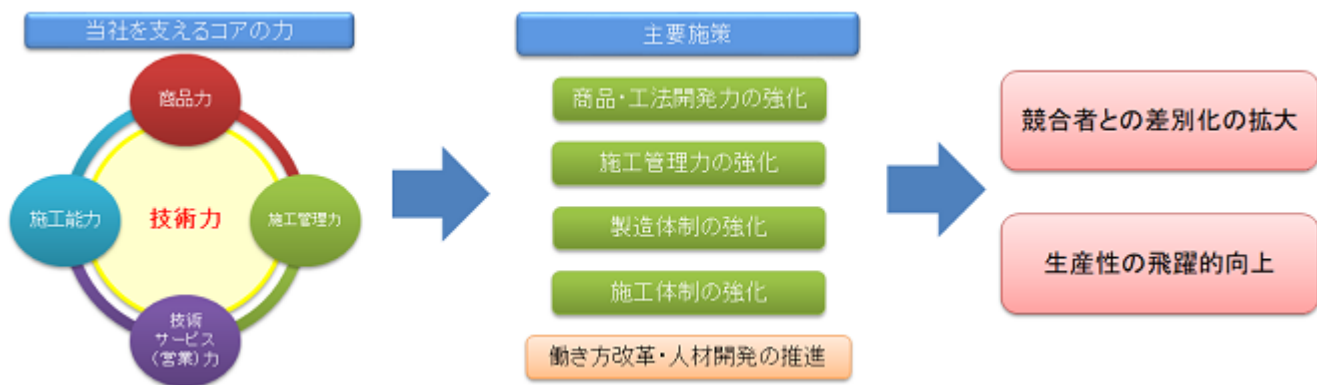 当社を支えるコアの力
商品力
施工能力
技術力
施工管理力
技術
サービス
(営業)力
主要施策
商品・工法開発力の強化
施工管理力の強化
製造体制の強化
施工体制の強化
働き方改革・人材開発の推進
競合者との差別化の拡大
生産性の飛躍的向上